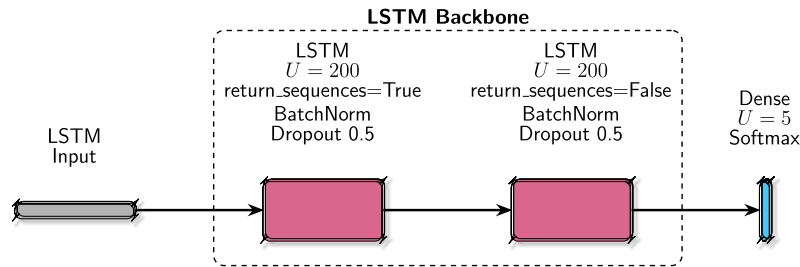 LSTM Backbone
LSTM
U = 200
return_sequences=True
BatchNorm
Dropout 0.5
LSTM
U = 200
return_sequences=False
BatchNorm
Dropout 0.5
LSTM
Input
Dense
U = 5
Softmax